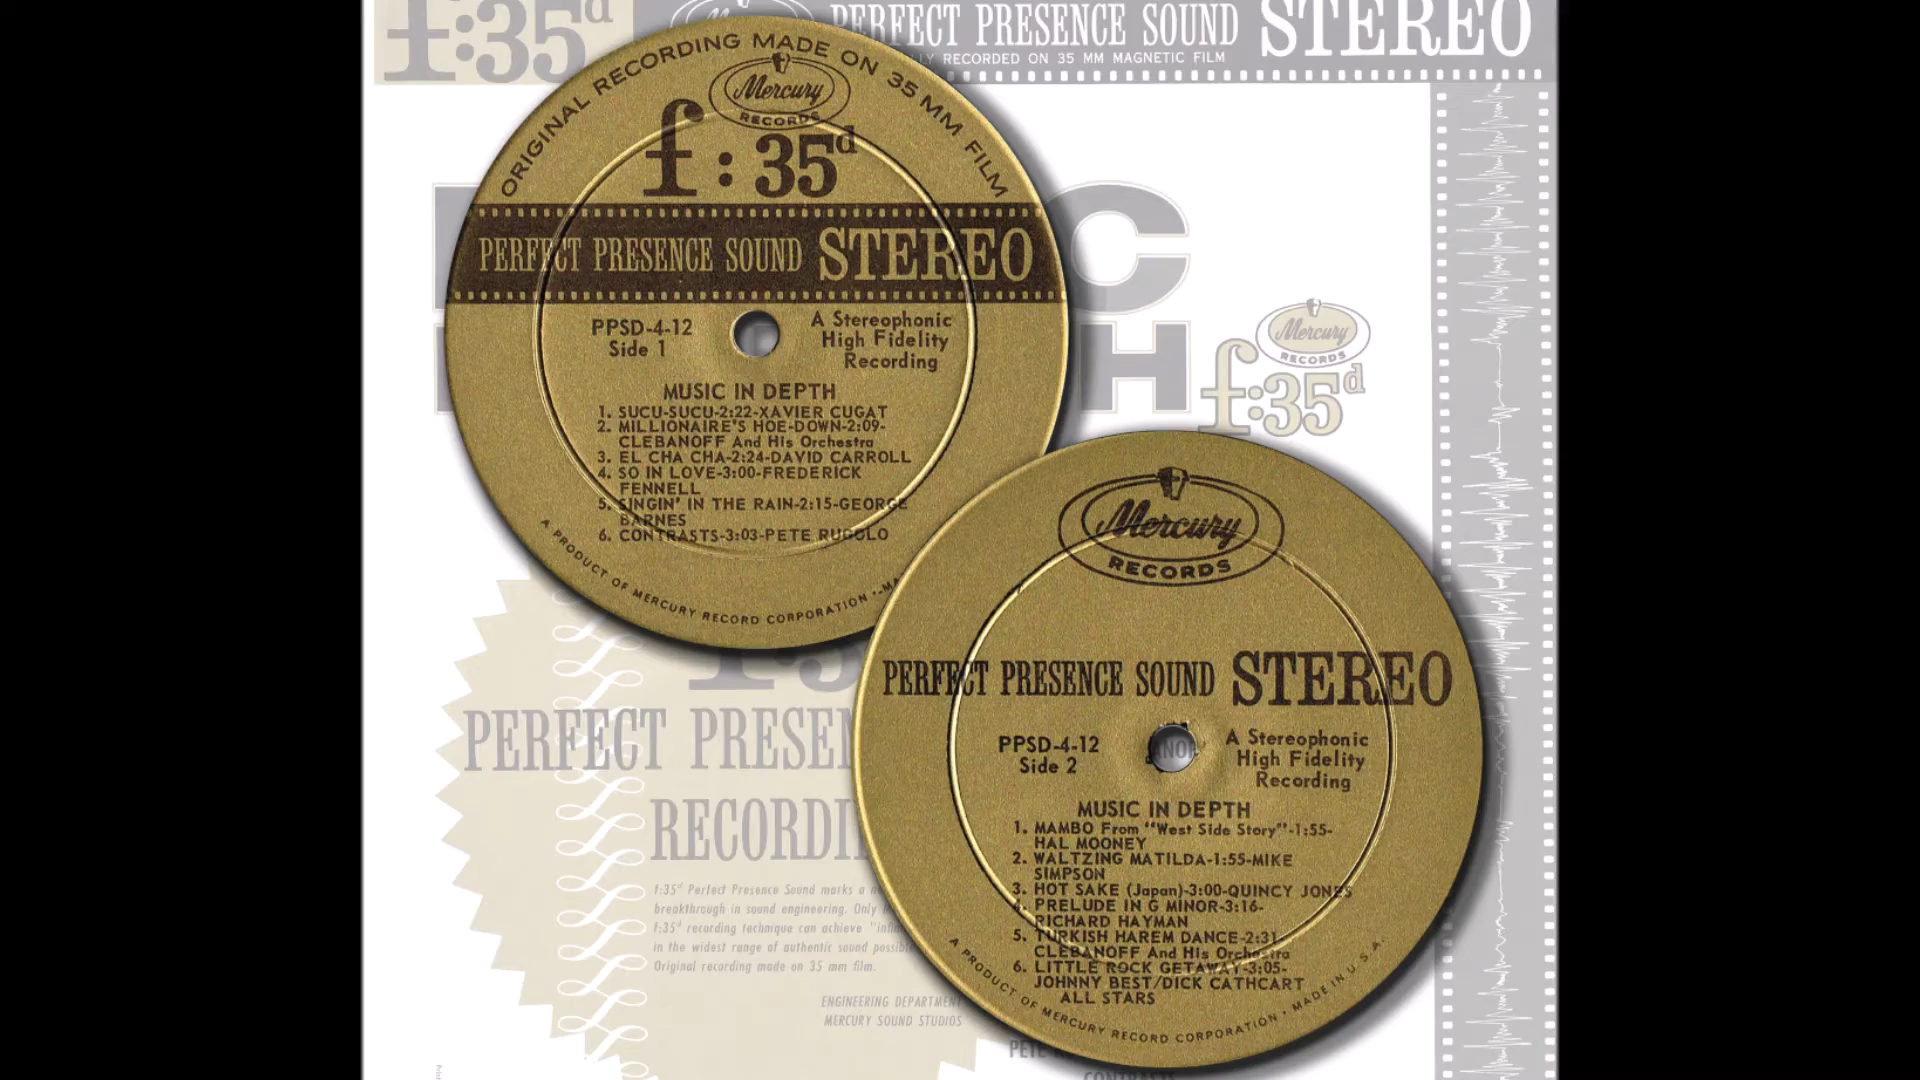 f:35d
PERFECT PRESENCE SOUND STEREO
RECORDED ON 35 MM MAGNETIC FILM
ORIGINAL RECORDING MADE ON 35 MM FILM
Mercury
RECORDS
f:35d
PERFECT PRESENCE SOUND STEREO
PPSD-4-12
Side 1
A Stereophonic
High Fidelity
Recording
MUSIC IN DEPTH
1. SUCU-SUCU-2:22-XAVIER CUGAT
2. MILLIONAIRE'S HOE-DOWN-2:09-
CLEBANOFF And His Orchestra
3. EL CHA CHA-2:24-DAVID CARROLL
4. SO IN LOVE-3:00-FREDERICK
FENNELL
5. SINGIN' IN THE RAIN-2:15-GEORGE
BARNES
6. CONTRASTS-3:03-PETE RUGOLO
A PRODUCT OF MERCURY RECORD CORPORATION •
Mercury
RECORDS
f:35d
Mercury
RECORDS
PERFECT PRESENCE SOUND STEREO
PPSD-4-12
Side 2
A Stereophonic
High Fidelity
Recording
MUSIC IN DEPTH
1. MAMBO From "West Side Story"-1:55-
HAL MOONEY
2. WALTZING MATILDA-1:55-MIKE
SIMPSON
3. HOT SAKE (Japan)-3:00-QUINCY JONES
4. PRELUDE IN G MINOR-3:16-
RICHARD HAYMAN
5. TURKISH HAREM DANCE-2:31
CLEBANOFF And His Orchestra
6. LITTLE ROCK GETAWAY-3:05-
JOHNNY BEST/DICK CATHCART
ALL STARS
A PRODUCT OF MERCURY RECORD CORPORATION • MADE IN U.S.A.
PERFECT PRESEN
RECORDI
f:35d Perfect Presence Sound marks a
breakthrough in sound engineering. Only
f:35d recording technique can achieve
in the widest range of authentic sound
Original recording made on 35 mm film.
ENGINEERING DEPARTMENT
MERCURY SOUND STUDIOS
PETE
CONTRASTS